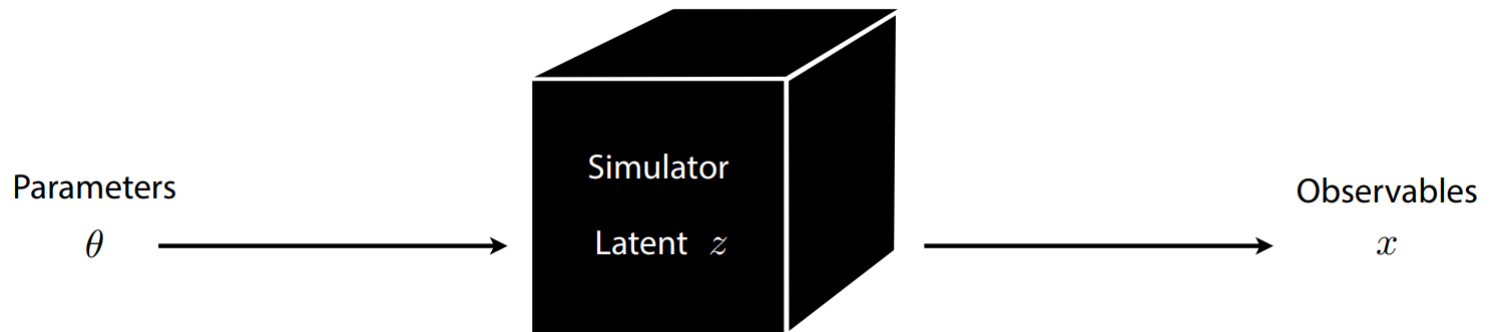 Parameters
θ
Simulator
Latent z
Observables
x